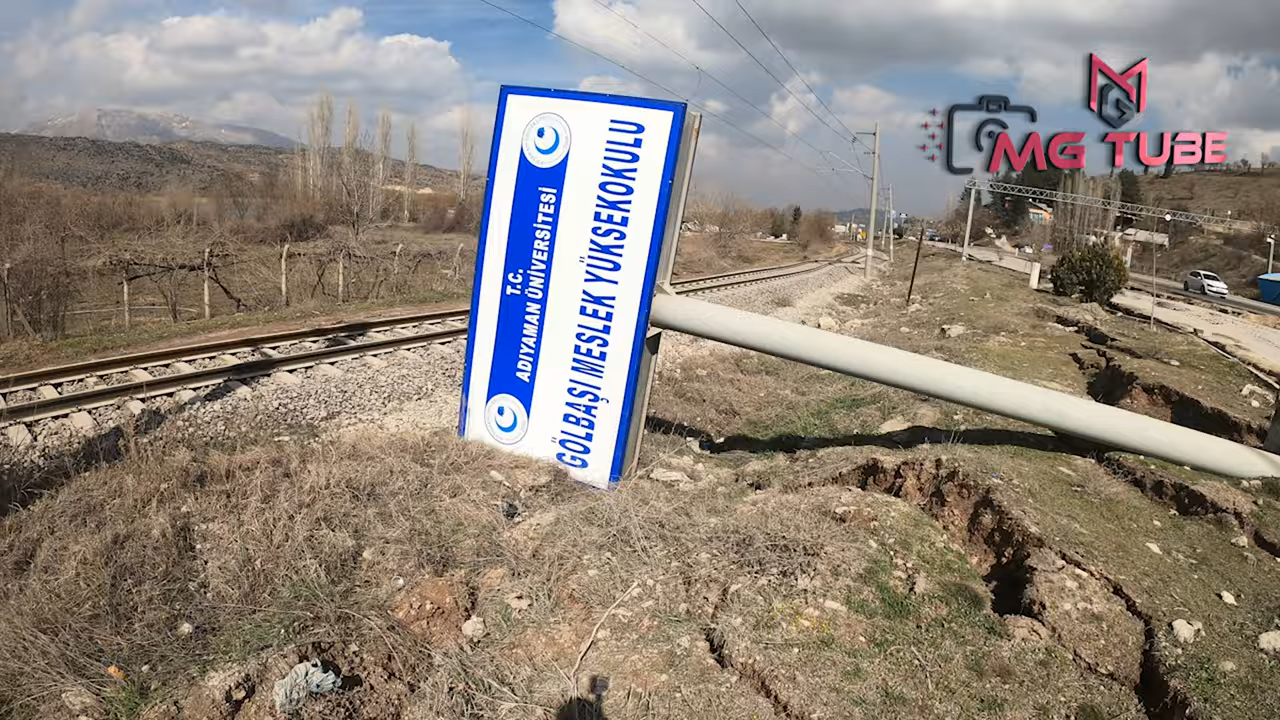 T.C.
ADIYAMAN ÜNİVERSİTESİ
GÖLBAŞI MESLEK YÜKSEKOKULU
MG TUBE